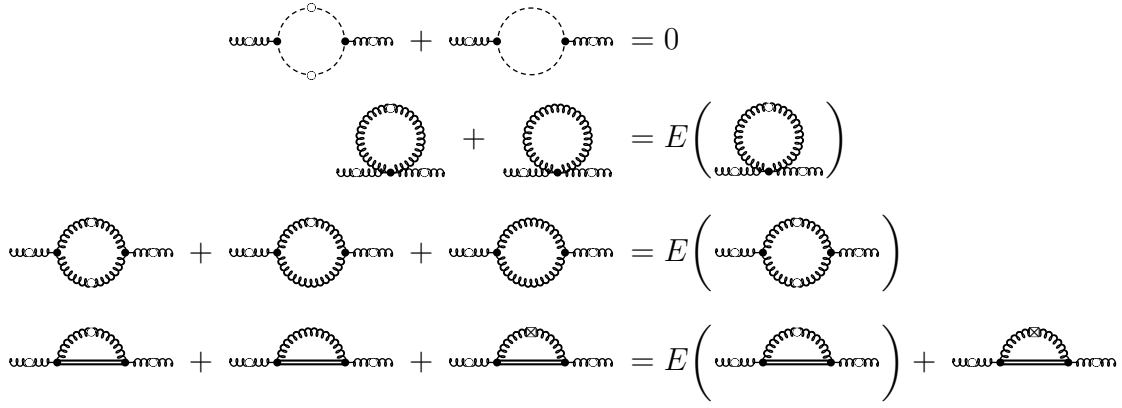 + = 0
+ = E( )
+ + = E( )
+ + = E( ) +